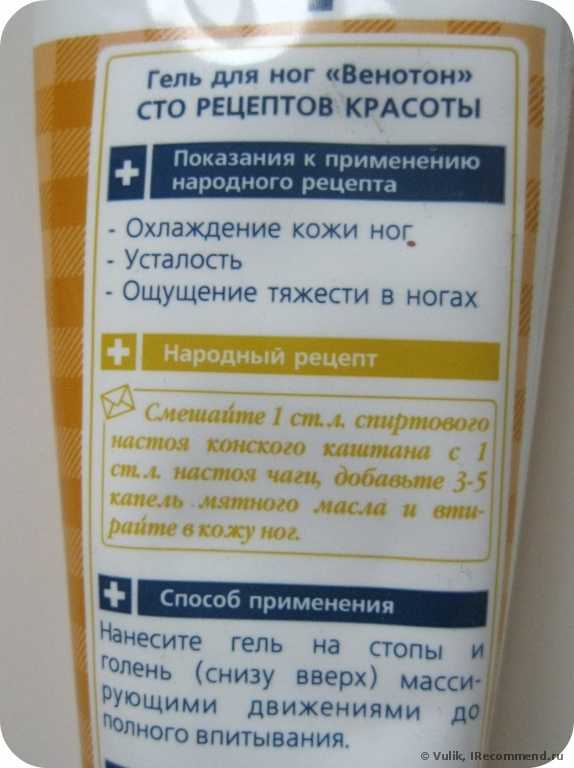 Гель для ног «Венотон»
СТО РЕЦЕПТОВ КРАСОТЫ
Показания к применению
народного рецепта
- Охлаждение кожи ног
- Усталость
- Ощущение тяжести в ногах
Народный рецепт
Смешайте 1 ст.л. спиртового
настоя конского каштана с 1
ст.л. настоя чаги, добавьте 3-5
капель мятного масла и вти-
райте в кожу ног.
Способ применения
Нанесите гель на стопы и
голень (снизу вверх) масси-
рующими движениями до
полного впитывания.
© Vulik, IRecommend.ru